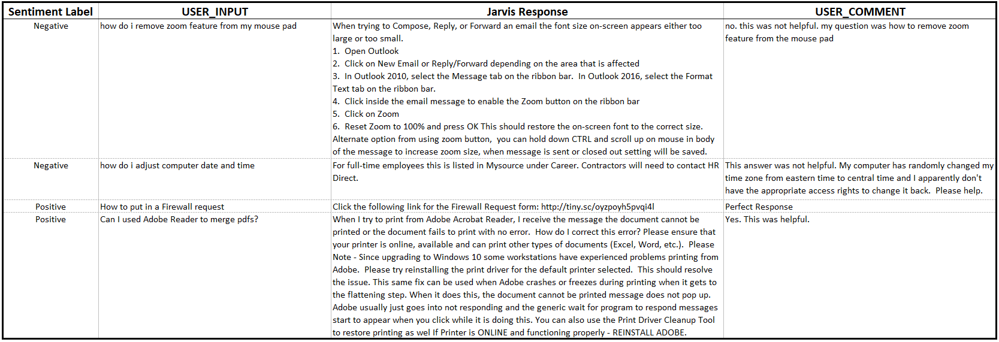 Sentiment Label USER_INPUT Jarvis Response USER_COMMENT
Negative
how do i remove zoom feature from my mouse pad
When trying to Compose, Reply, or Forward an email the font size on-screen appears either too
large or too small.
1. Open Outlook
2. Click on New Email or Reply/Forward depending on the area that is affected
3. In Outlook 2010, select the Message tab on the ribbon bar. In Outlook 2016, select the Format
Text tab on the ribbon bar.
4. Click inside the email message to enable the Zoom button on the ribbon bar
5. Click on Zoom
6. Reset Zoom to 100% and press OK This should restore the on-screen font to the correct size.
Alternate option from using zoom button, you can hold down CTRL and scroll up on mouse in body
of the message to increase zoom size, when message is sent or closed out setting will be saved.
no. this was not helpful. my question was how to remove zoom
feature from the mouse pad
Negative
how do i adjust computer date and time
For full-time employees this is listed in Mysource under Career. Contractors will need to contact HR
Direct.
This answer was not helpful. My computer has randomly changed my
time zone from eastern time to central time and I apparently don't
have the appropriate access rights to change it back. Please help.
Positive
How to put in a Firewall request
Click the following link for the Firewall Request form: http://tiny.sc/oyzpoyh5pvqi4l
Perfect Response
Positive
Can I used Adobe Reader to merge pdfs?
When I try to print from Adobe Acrobat Reader, I receive the message the document cannot be
printed or the document fails to print with no error. How do I correct this error? Please ensure that
your printer is online, available and can print other types of documents (Excel, Word, etc.). Please
Note - Since upgrading to Windows 10 some workstations have experienced problems printing from
Adobe. Please try reinstalling the print driver for the default printer selected. This should resolve
the issue. This same fix can be used when Adobe crashes or freezes during printing when it gets to
the flattening step. When it does this, the document cannot be printed message does not pop up.
Adobe usually just goes into not responding and the generic wait for program to respond messages
start to appear when you click while it is doing this. You can also use the Print Driver Cleanup Tool
to restore printing as wel If Printer is ONLINE and functioning properly - REINSTALL ADOBE.
Yes. This was helpful.